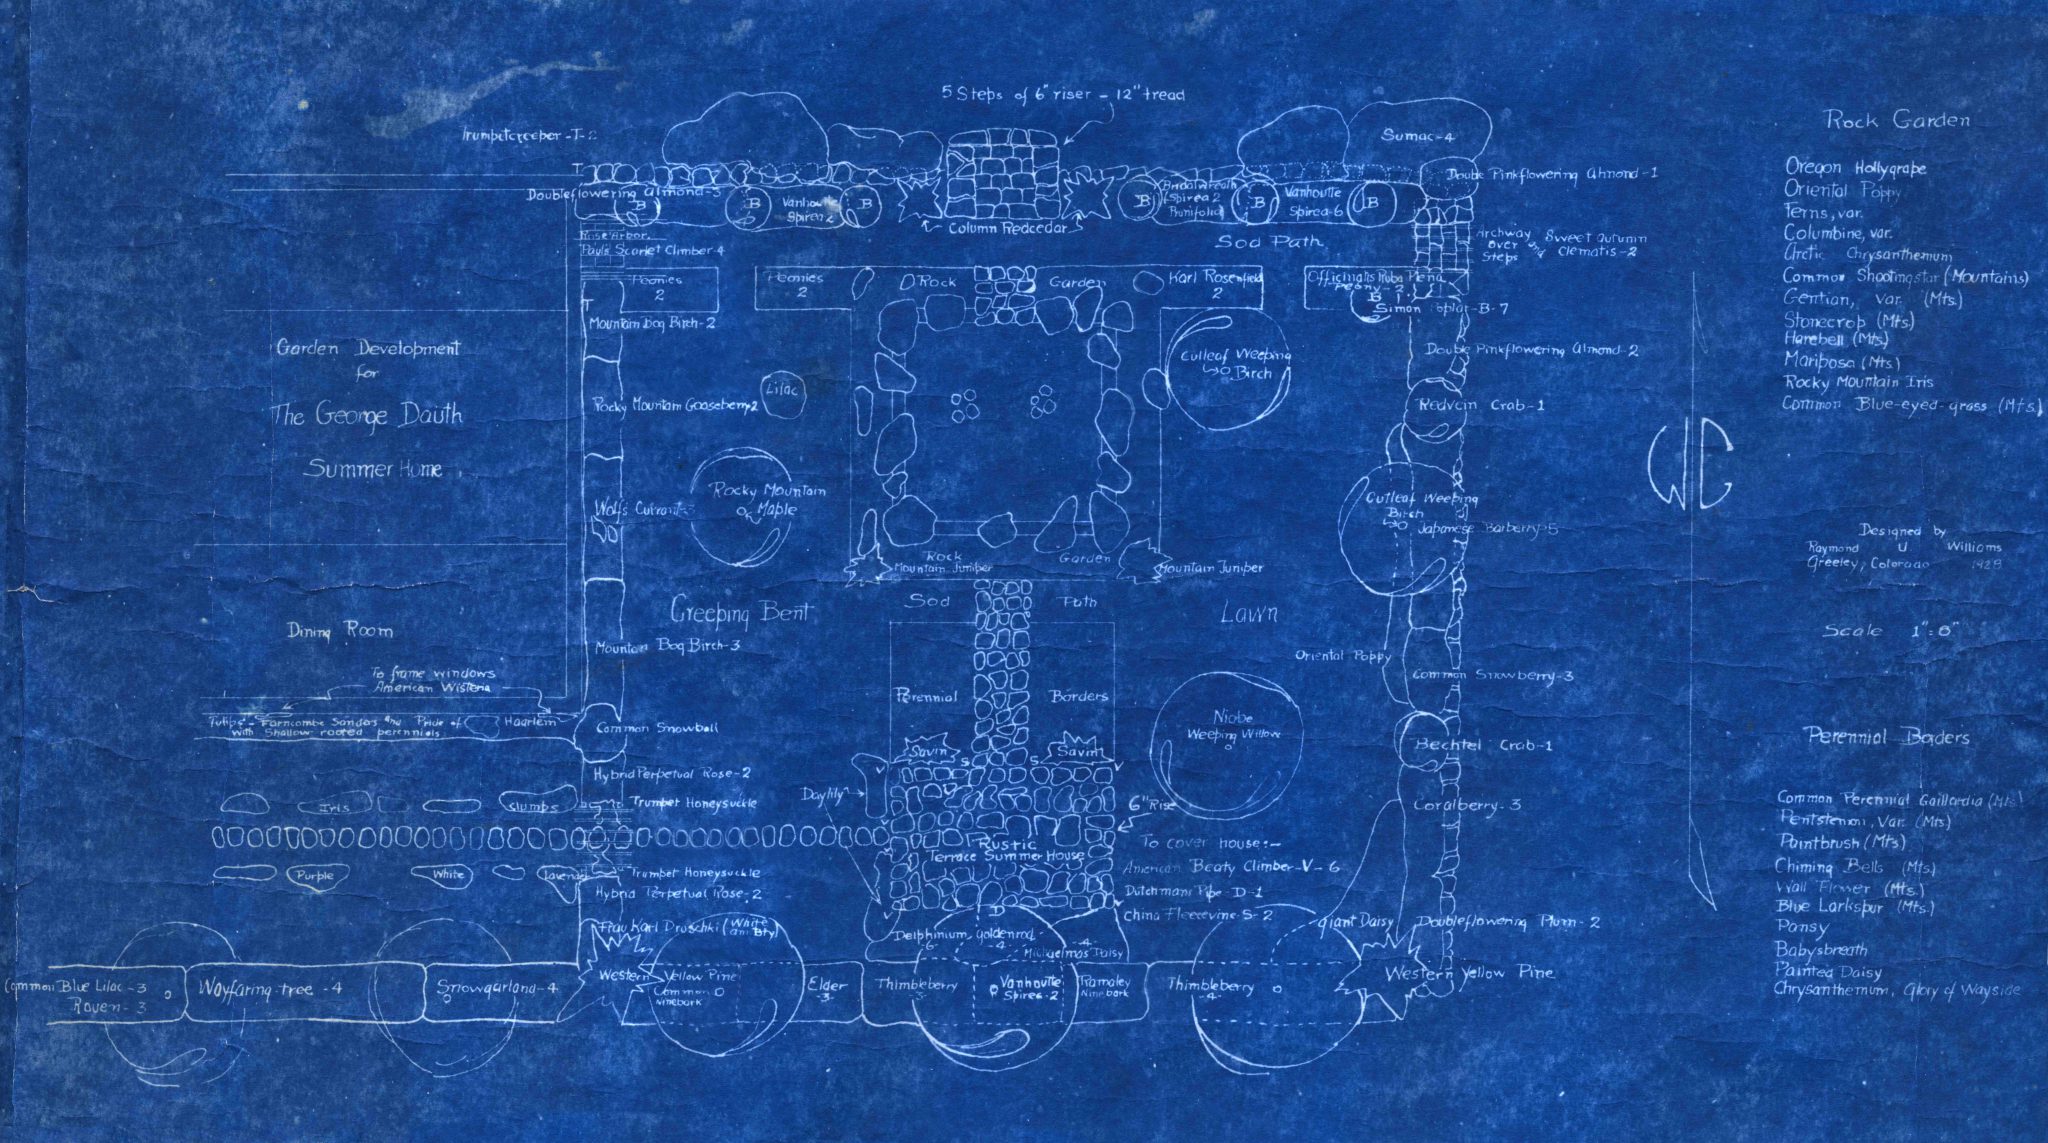 5 Steps of 6" riser - 12" tread
Trumpetcreeper -T-2
Sumac-4
T
Doubleflowering Almond-3
B
B
Vanhoutte
Spirea
B
Column Redcedar
B
Bridalwreath
Spirea 2
Prunifolia
B
Vanhoutte
Spirea-6
B
Double Pinkflowering Almond-1
Rose Arbor
Paul's Scarlet Climber-4
Sod Path
Archway
over
Steps
Sweet Autumn
Clematis-2
Peonies
2
Peonies
2
Rock
Garden
Karl Rosenfield
2
Officinalis Ruba Plena
Peony-2
B
Simon Poplar-B-7
T
Mountain Bog Birch-2
Double Pinkflowering Almond-2
Garden Development
for
The George Dauth
Summer Home
Cutleaf Weeping
Birch
Lilac
Rocky Mountain Gooseberry 2
Redvein Crab-1
Rocky Mountain
Maple
Wolf's Currant-3
Cutleaf Weeping
Birch
Japanese Barberry-5
Rock
Garden
Mountain Juniper
Mountain Juniper
Creeping Bent
Sod
Path
Lawn
Dining Room
Mountain Bog Birch-3
Oriental Poppy
Common Snowberry-3
To frame windows
American Wisteria
Perennial
Borders
Tulips - Farncombe Sanders and Pride of Haarlem
with shallow rooted perennials
Common Snowball
Niobe
Weeping Willow
Bechtel Crab-1
Savin
Savin
V
S
S
V
Hybrid Perpetual Rose-2
Daylily
6" Rise
Iris
clumps
Trumpet Honeysuckle
Coralberry-3
Rustic
Terrace Summer House
To cover house:-
American Beaty Climber-V-6
Dutchmans Pipe-D-1
China Fleecevine-S-2
Purple
White
Lavender
Trumpet Honeysuckle
Hybrid Perpetual Rose-2
Frau Karl Druschki (White
Am Bty)
D
Delphinium
6
Goldenrod
-4-
-4-
Michaelmas Daisy
Giant Daisy
Doubleflowering Plum-2
Common Blue Lilac-3
Rouen-3
Wayfaring tree-4
Snowgarland-4
Western Yellow Pine
Common
Ninebark
Elder
-3-
Thimbleberry
Vanhoutte
Spirea-2
Ramaley
Ninebark
Thimbleberry
-4-
Western Yellow Pine
Rock Garden
Oregon Hollygrape
Oriental Poppy
Ferns, var.
Columbine, var.
Arctic Chrysanthemum
Common Shootingstar (Mountains)
Gentian, var. (Mts.)
Stonecrop (Mts.)
Harebell (Mts.)
Mariposa (Mts.)
Rocky Mountain Iris
Common Blue-eyed-grass (Mts.)
Designed by
Raymond U Williams
Greeley, Colorado 1928
Scale 1"=8"
Perennial Borders
Common Perennial Gaillardia (Mts)
Pentstemon, Var. (Mts)
Paintbrush (Mts)
Chiming Bells (Mts.)
Wall Flower (Mts.)
Blue Larkspur (Mts.)
Pansy
Babysbreath
Painted Daisy
Chrysanthemum, Glory of Wayside